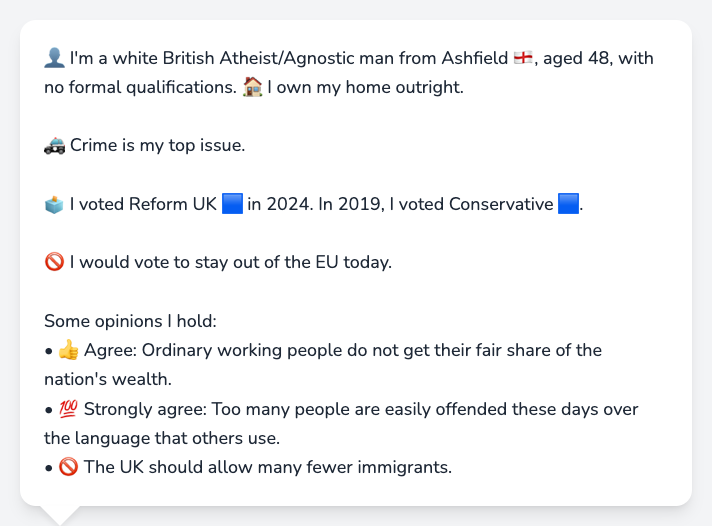 👤 I'm a white British Atheist/Agnostic man from Ashfield 🏴󠁧󠁢󠁥󠁮󠁧󠁿, aged 48, with
no formal qualifications. 🏠 I own my home outright.
🚓 Crime is my top issue.
🗳️ I voted Reform UK 🟦 in 2024. In 2019, I voted Conservative 🟦.
🚫 I would vote to stay out of the EU today.
Some opinions I hold:
• 👍 Agree: Ordinary working people do not get their fair share of the
nation's wealth.
• 💯 Strongly agree: Too many people are easily offended these days over
the language that others use.
• 🚫 The UK should allow many fewer immigrants.